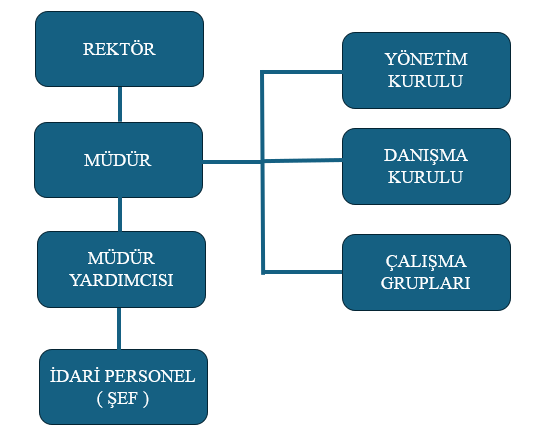 REKTÖR
MÜDÜR
MÜDÜR
YARDIMCISI
İDARİ PERSONEL
( ŞEF )
YÖNETİM
KURULU
DANIŞMA
KURULU
ÇALIŞMA
GRUPLARI